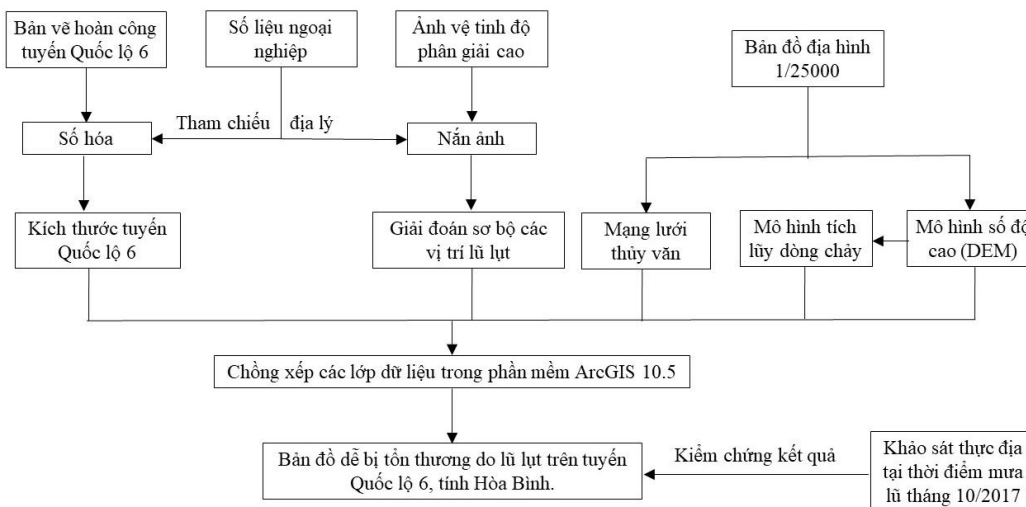 Bản vẽ hoàn công
tuyến Quốc lộ 6
Số liệu ngoại
nghiệp
Ảnh vệ tinh độ
phân giải cao
Bản đồ địa hình
1/25000
Số hóa
Tham chiếu địa lý
Nắn ảnh
Kích thước tuyến
Quốc lộ 6
Giải đoán sơ bộ các
vị trí lũ lụt
Mạng lưới
thủy văn
Mô hình tích
lũy dòng chảy
Mô hình số độ
cao (DEM)
Chồng xếp các lớp dữ liệu trong phần mềm ArcGIS 10.5
Bản đồ dễ bị tổn thương do lũ lụt trên tuyến
Quốc lộ 6, tính Hòa Bình.
Kiểm chứng kết quả
Khảo sát thực địa
tại thời điểm mưa
lũ tháng 10/2017